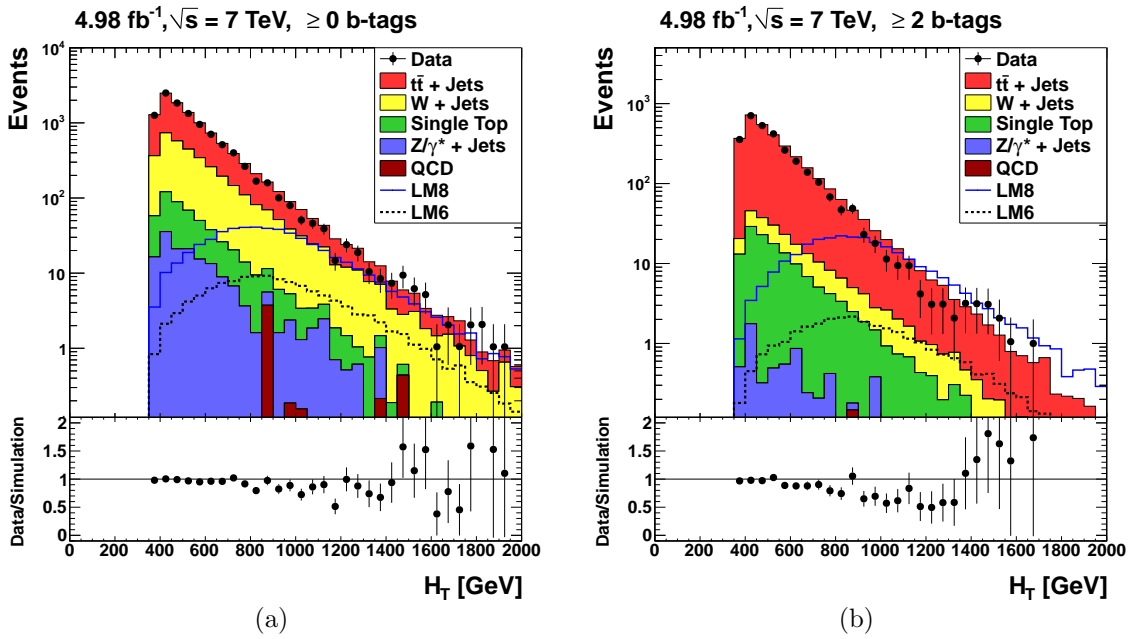 4.98 fb⁻¹,√s = 7 TeV, ≥ 0 b-tags
Events
10⁴
10³
10²
10
1
Data
tt̄ + Jets
W + Jets
Single Top
Z/γ* + Jets
QCD
LM8
LM6
Data/Simulation
2
1.5
1
0.5
0
0 200 400 600 800 1000 1200 1400 1600 1800 2000
H_T [GeV]
(a)
4.98 fb⁻¹,√s = 7 TeV, ≥ 2 b-tags
Events
10³
10²
10
1
Data
tt̄ + Jets
W + Jets
Single Top
Z/γ* + Jets
QCD
LM8
LM6
Data/Simulation
2
1.5
1
0.5
0
0 200 400 600 800 1000 1200 1400 1600 1800 2000
H_T [GeV]
(b)